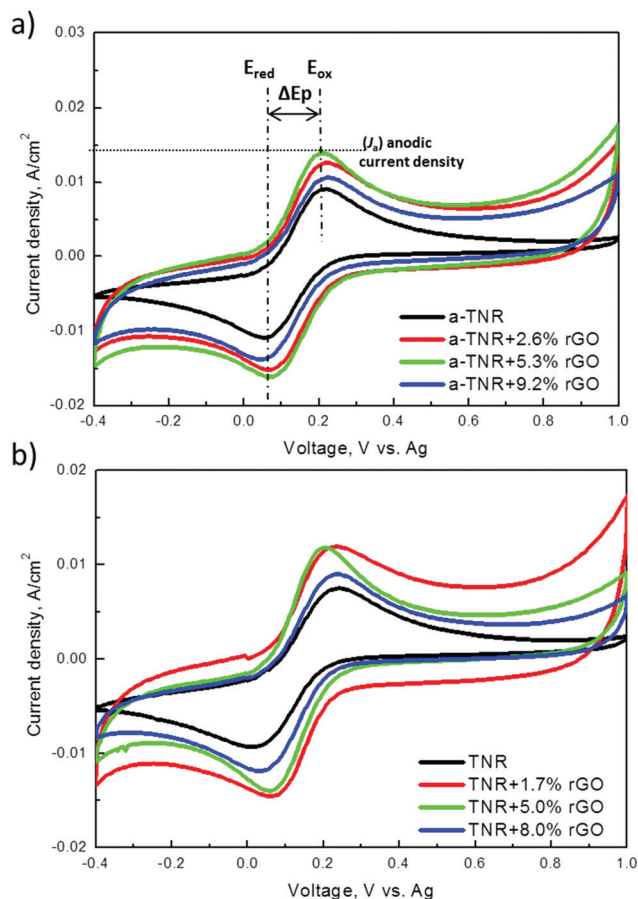 a)
0.03
0.02
0.01
0.00
-0.01
-0.02
Current density, A/cm²
E_red
E_ox
ΔEp
(J_a) anodic
current density
a-TNR
a-TNR+2.6% rGO
a-TNR+5.3% rGO
a-TNR+9.2% rGO
-0.4 -0.2 0.0 0.2 0.4 0.6 0.8 1.0
Voltage, V vs. Ag
b)
0.02
0.01
0.00
-0.01
-0.02
Current density, A/cm²
TNR
TNR+1.7% rGO
TNR+5.0% rGO
TNR+8.0% rGO
-0.4 -0.2 0.0 0.2 0.4 0.6 0.8 1.0
Voltage, V vs. Ag